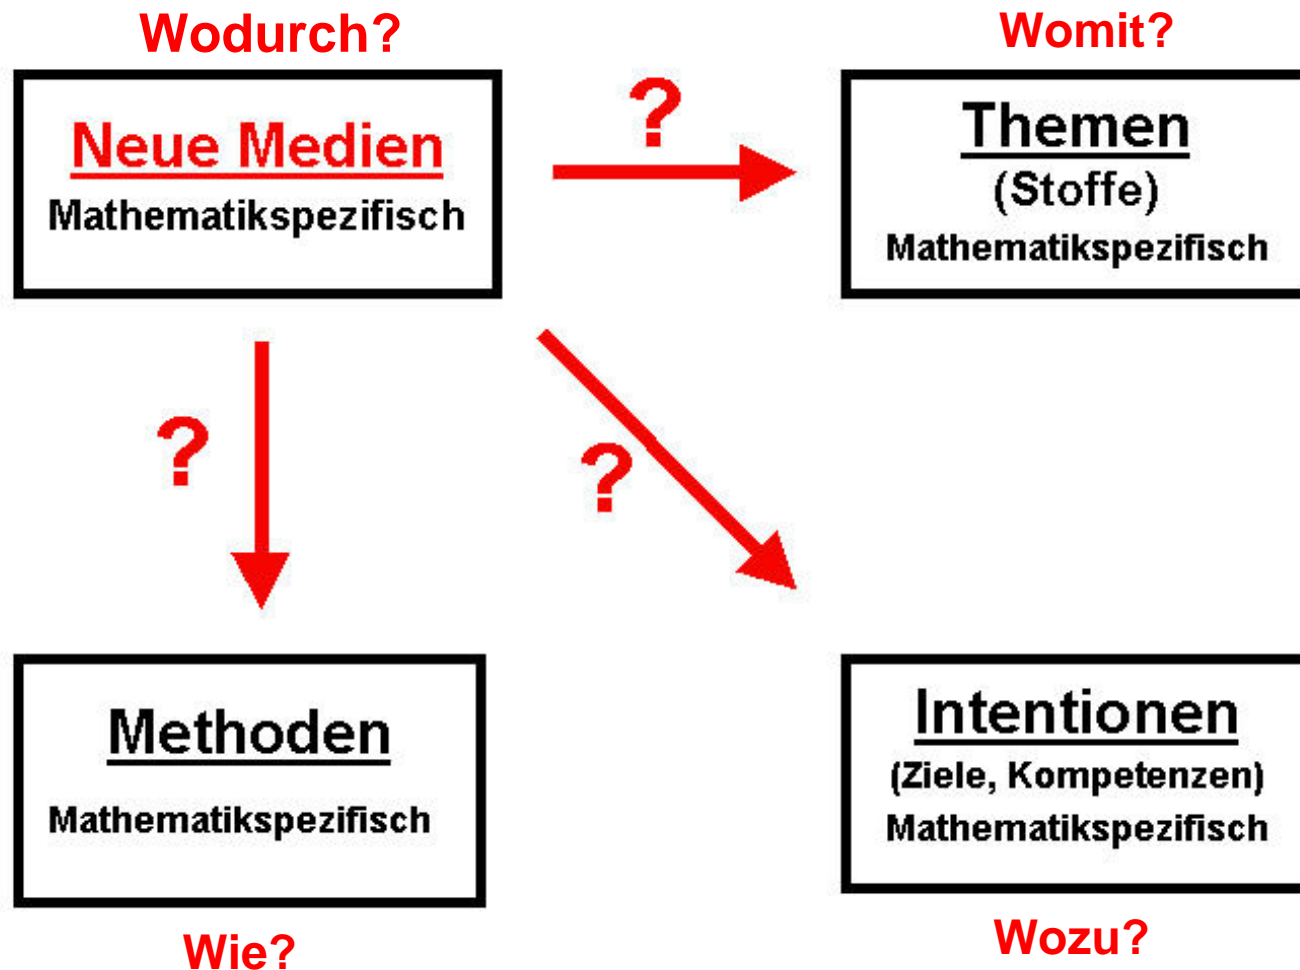 Wodurch?
Womit?
Neue Medien
Mathematikspezifisch
?
Themen
(Stoffe)
Mathematikspezifisch
?
?
Methoden
Mathematikspezifisch
Intentionen
(Ziele, Kompetenzen)
Mathematikspezifisch
Wie?
Wozu?